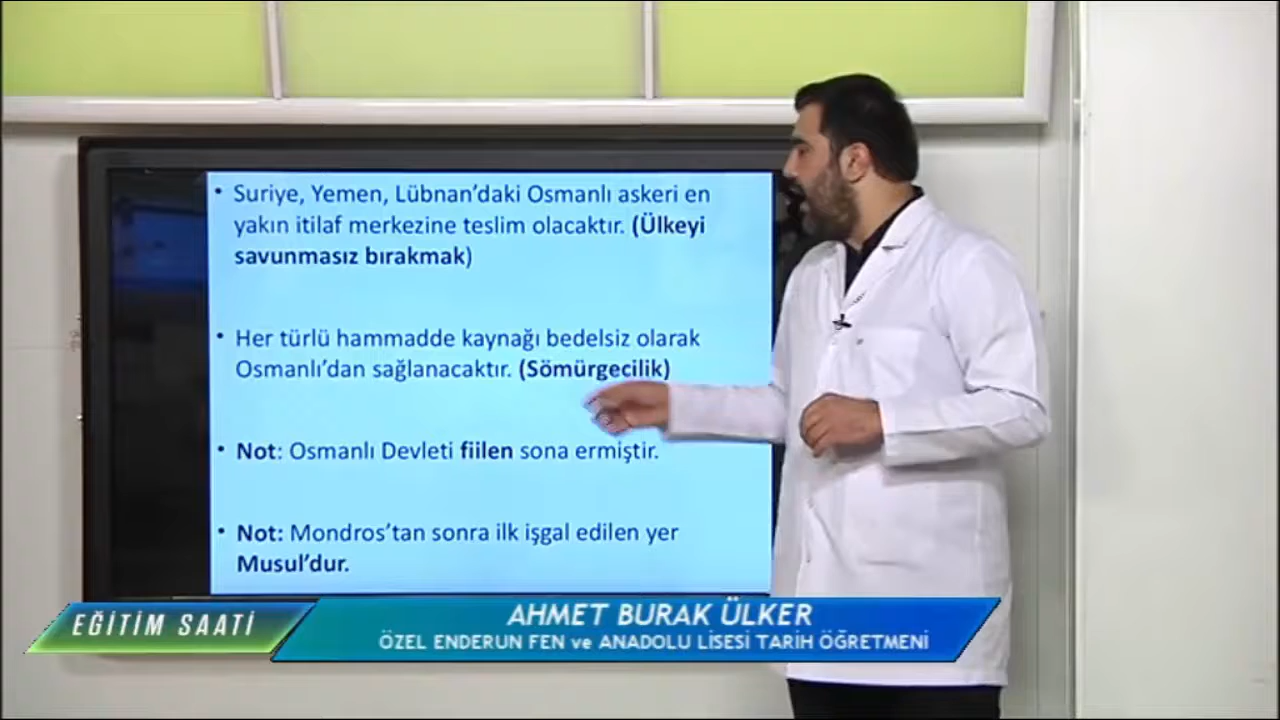 • Suriye, Yemen, Lübnan’daki Osmanlı askeri en
yakın itilaf merkezine teslim olacaktır. (Ülkeyi
savunmasız bırakmak)
• Her türlü hammadde kaynağı bedelsiz olarak
Osmanlı’dan sağlanacaktır. (Sömürgecilik)
• Not: Osmanlı Devleti fiilen sona ermiştir.
• Not: Mondros’tan sonra ilk işgal edilen yer
Musul’dur.
EĞİTİM SAATİ
AHMET BURAK ÜLKER
ÖZEL ENDERUN FEN ve ANADOLU LİSESİ TARİH ÖĞRETMENİ